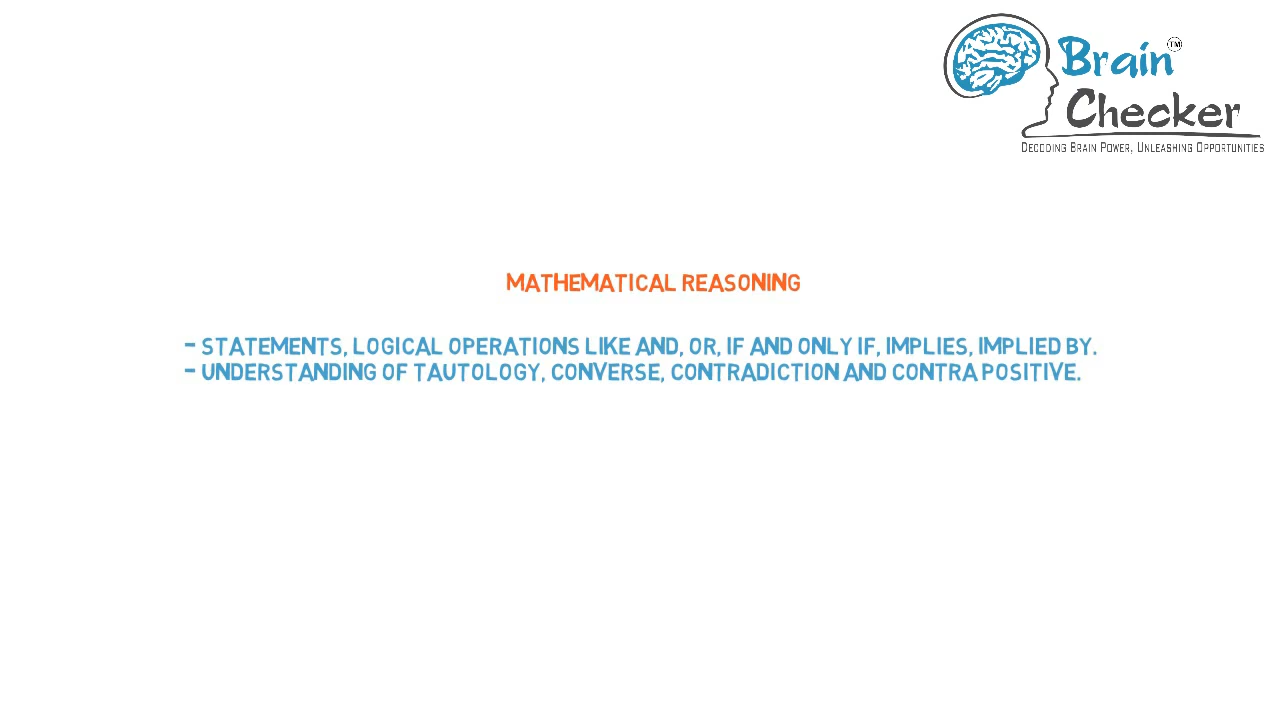 Brain TM
Checker
DECODING BRAIN POWER, UNLEASHING OPPORTUNITIES
MATHEMATICAL REASONING
- STATEMENTS, LOGICAL OPERATIONS LIKE AND, OR, IF AND ONLY IF, IMPLIES, IMPLIED BY.
- UNDERSTANDING OF TAUTOLOGY, CONVERSE, CONTRADICTION AND CONTRA POSITIVE.